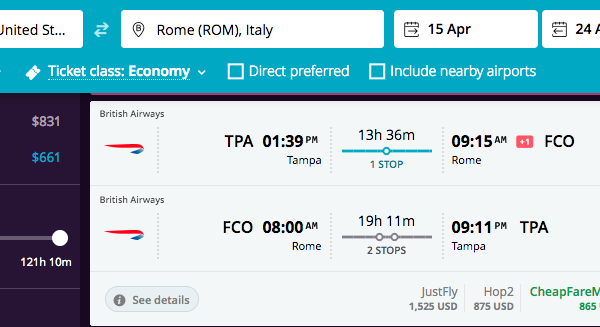 United St...
Rome (ROM), Italy
15 Apr
24 A
Ticket class: Economy
Direct preferred
Include nearby airports
$831
$661
121h 10m
British Airways
TPA 01:39 PM
Tampa
13h 36m
1 STOP
09:15 AM +1 FCO
Rome
British Airways
FCO 08:00 AM
Rome
19h 11m
2 STOPS
09:11 PM TPA
Tampa
See details
JustFly
1,525 USD
Hop2
875 USD
CheapFareM
865